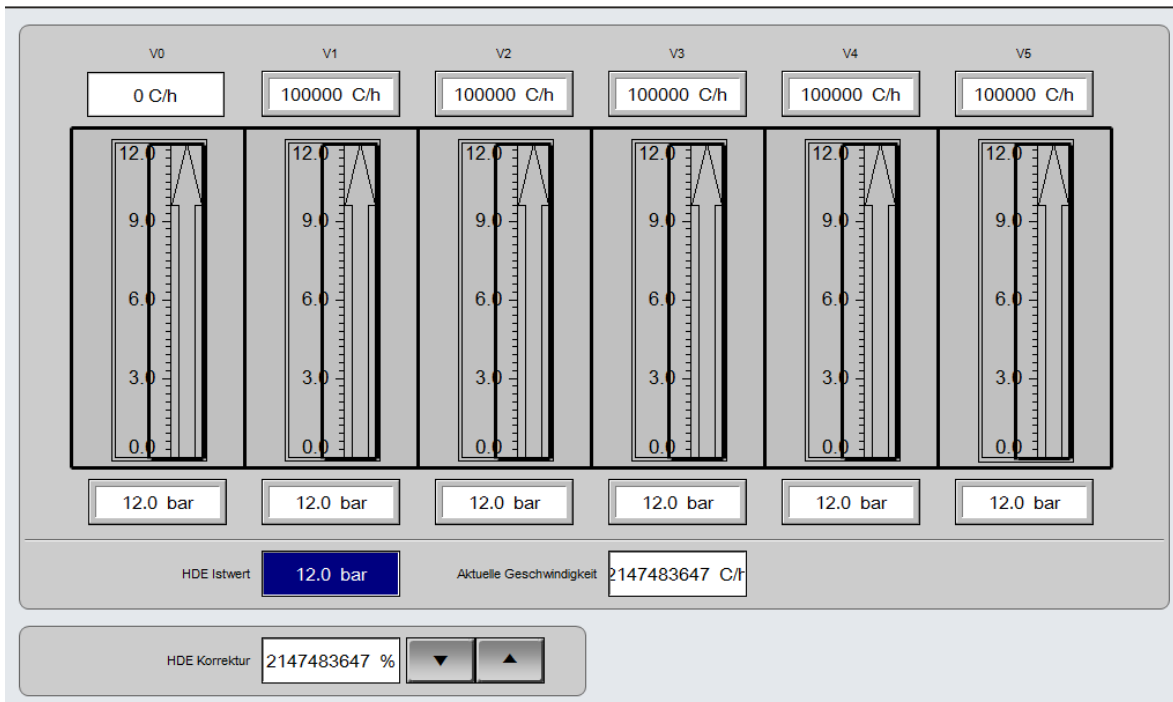 V0 V1 V2 V3 V4 V5
0 C/h 100000 C/h 100000 C/h 100000 C/h 100000 C/h 100000 C/h
12.0 12.0 12.0 12.0 12.0 12.0
9.0 9.0 9.0 9.0 9.0 9.0
6.0 6.0 6.0 6.0 6.0 6.0
3.0 3.0 3.0 3.0 3.0 3.0
0.0 0.0 0.0 0.0 0.0 0.0
12.0 bar 12.0 bar 12.0 bar 12.0 bar 12.0 bar 12.0 bar
HDE Istwert 12.0 bar Aktuelle Geschwindigkeit 2147483647 C/h
HDE Korrektur 2147483647 %